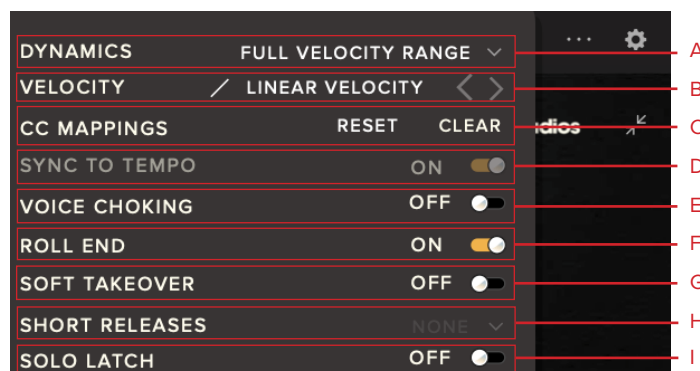 DYNAMICS FULL VELOCITY RANGE A
VELOCITY LINEAR VELOCITY B
CC MAPPINGS RESET CLEAR C
SYNC TO TEMPO ON D
VOICE CHOKING OFF E
ROLL END ON F
SOFT TAKEOVER OFF G
SHORT RELEASES NONE H
SOLO LATCH OFF I